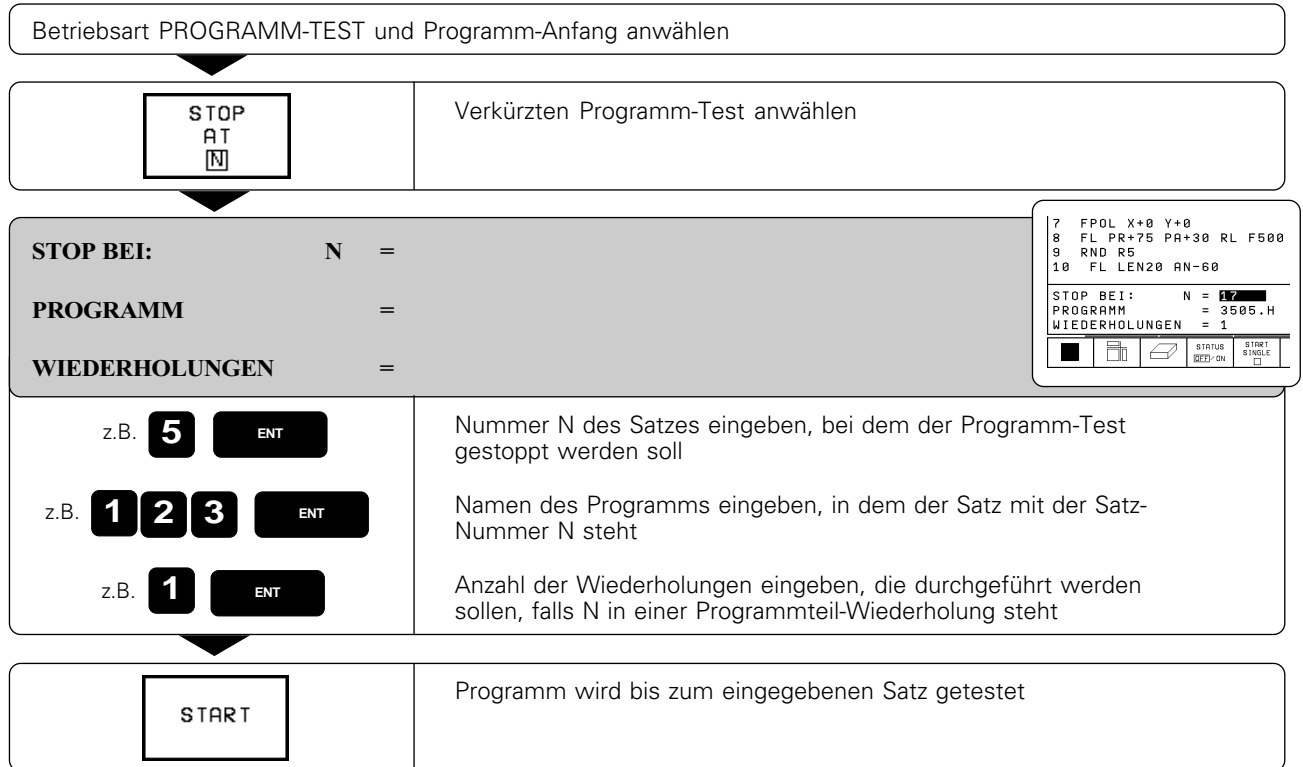 Betriebsart PROGRAMM-TEST und Programm-Anfang anwählen
STOP
AT
N
Verkürzten Programm-Test anwählen
STOP BEI: N =
PROGRAMM =
WIEDERHOLUNGEN =
7 FPOL X+0 Y+0
8 FL PR+75 PA+30 RL F500
9 RND R5
10 FL LEN20 AN-60
STOP BEI: N = 17
PROGRAMM = 3505.H
WIEDERHOLUNGEN = 1
STATUS
OFF/ON
START
SINGLE
z.B. 5 ENT
Nummer N des Satzes eingeben, bei dem der Programm-Test
gestoppt werden soll
z.B. 1 2 3 ENT
Namen des Programms eingeben, in dem der Satz mit der Satz-
Nummer N steht
z.B. 1 ENT
Anzahl der Wiederholungen eingeben, die durchgeführt werden
sollen, falls N in einer Programmteil-Wiederholung steht
START
Programm wird bis zum eingegebenen Satz getestet